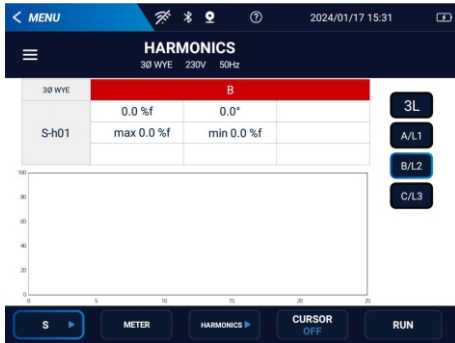 < MENU 2024/01/17 15:31
HARMONICS
3Ø WYE 230V 50Hz
3Ø WYE B
S-h01 0.0 %f 0.0°
max 0.0 %f min 0.0 %f
3L
A/L1
B/L2
C/L3
100
80
60
40
20
0
0 5 10 15 20 25
S METER HARMONICS CURSOR OFF RUN